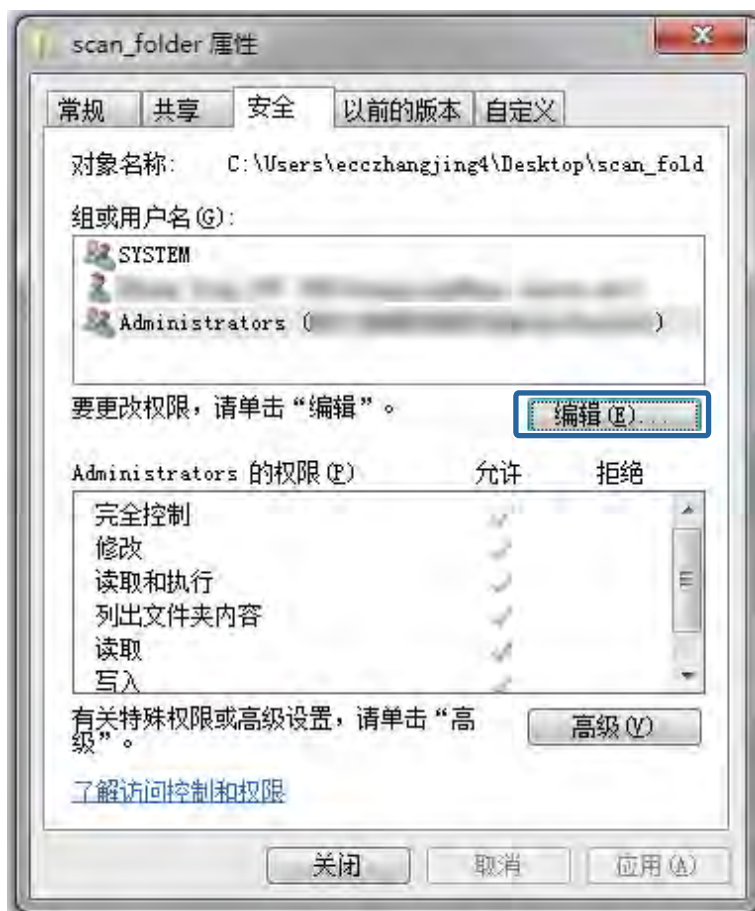 scan_folder 属性
常规 共享 安全 以前的版本 自定义
对象名称: C:\Users\ecczhangjing4\Desktop\scan_fold
组或用户名(G):
SYSTEM
Administrators ( )
要更改权限，请单击“编辑”。
编辑(E)...
Administrators 的权限(P) 允许 拒绝
完全控制
修改
读取和执行
列出文件夹内容
读取
写入
有关特殊权限或高级设置，请单击“高
级”。
高级(V)
了解访问控制和权限
关闭 取消 应用(A)